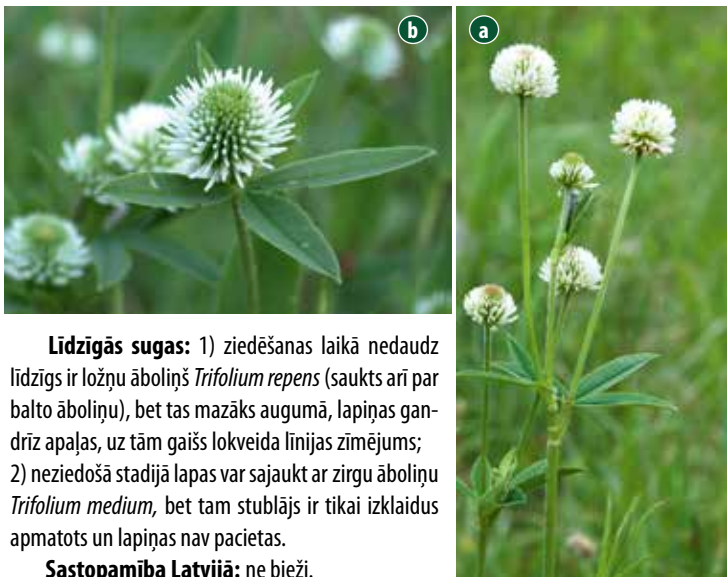 b
a
Līdzīgās sugas: 1) ziedēšanas laikā nedaudz
līdzīgs ir ložņu āboliņš Trifolium repens (saukts arī par
balto āboliņu), bet tas mazāks augumā, lapiņas gan-
drīz apaļas, uz tām gaišs lokveida līnijas zīmējums;
2) neziedošā stadijā lapas var sajaukt ar zirgu āboliņu
Trifolium medium, bet tam stublājs ir tikai izklaidus
apmatots un lapiņas nav pacietas.
Sastopamība Latvijā: ne bieži.